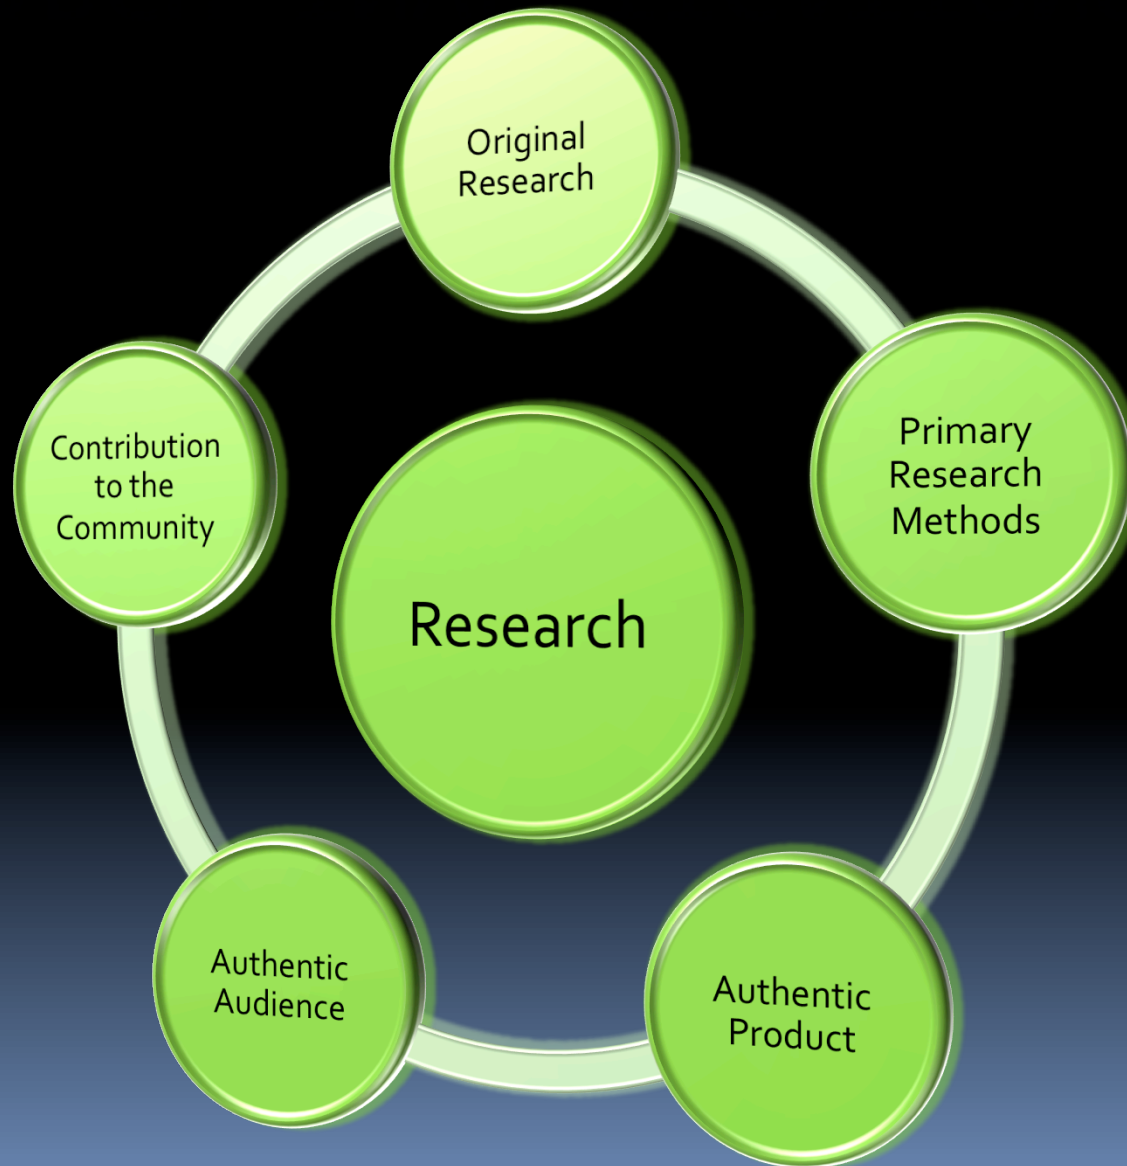 Original
Research
Primary
Research
Methods
Contribution
to the
Community
Research
Authentic
Audience
Authentic
Product